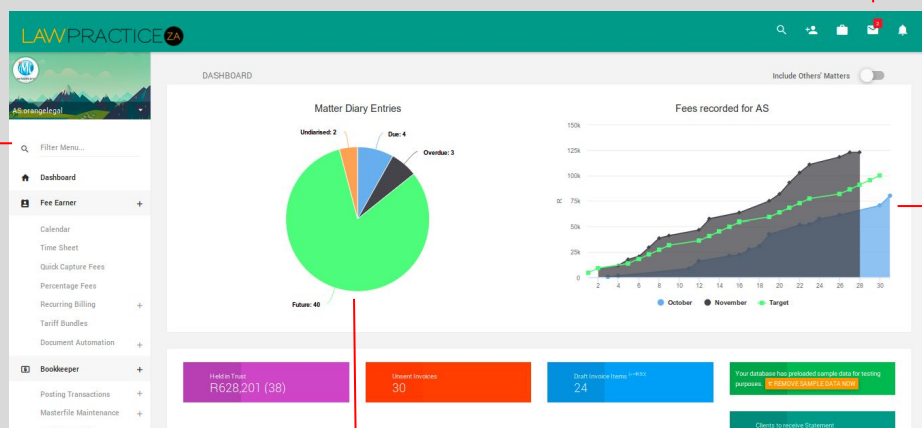 LAWPRACTICE ZA
2
AS:orangelegal
DASHBOARD
Include Others' Matters
Filter Menu...
Dashboard
Fee Earner +
Calendar
Time Sheet
Quick Capture Fees
Percentage Fees
Recurring Billing +
Tariff Bundles
Document Automation +
Bookkeeper +
Posting Transactions +
Masterfile Maintenance +
Matter Diary Entries
Undiarised: 2
Due: 4
Overdue: 3
Future: 40
Fees recorded for AS
150k
125k
100k
75k
50k
25k
0
R
2 4 6 8 10 12 14 16 18 20 22 24 26 28 30
October November Target
Held in Trust
R628,201 (38)
Unsent Invoices
30
Draft Invoice Items
24
Your database has preloaded sample data for testing
purposes. REMOVE SAMPLE DATA NOW
Clients to receive Statement